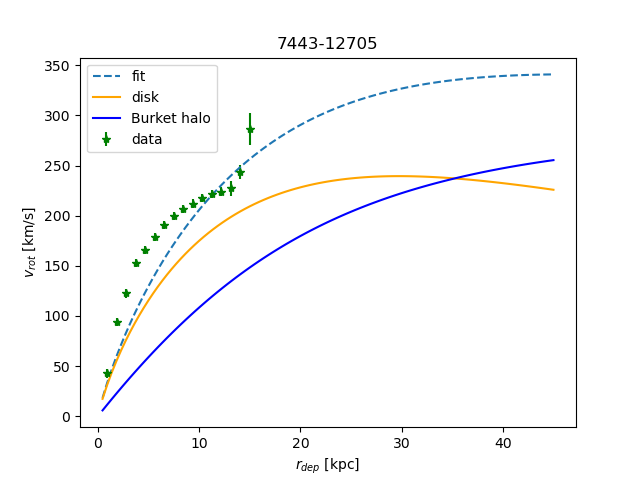 7443-12705
fit
disk
Burket halo
data
350
300
250
200
150
100
50
0
v_rot [km/s]
0 10 20 30 40
r_dep [kpc]